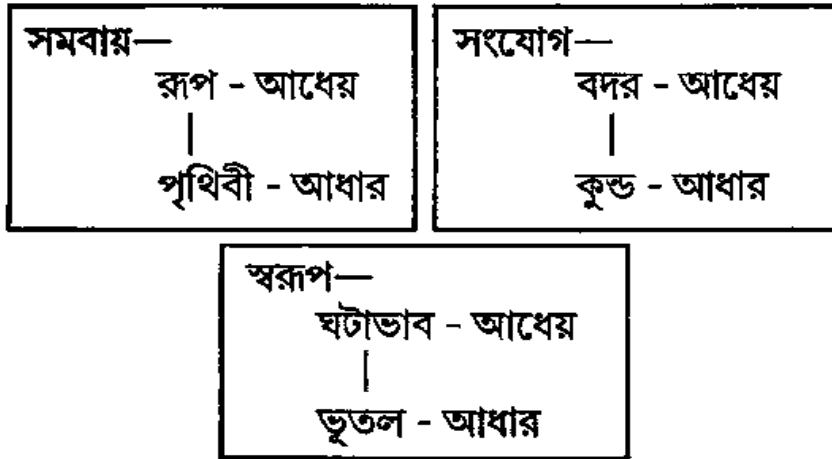 সমবায়—
রূপ - আধেয়
পৃথিবী - আধার
সংযোগ—
বদর - আধেয়
কুন্ড - আধার
স্বরূপ—
ঘটাভাব - আধেয়
ভূতল - আধার